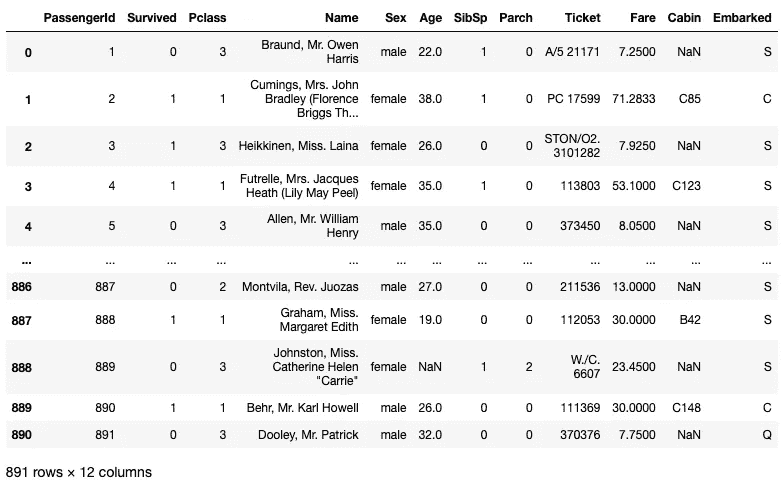 PassengerId Survived Pclass Name Sex Age SibSp Parch Ticket Fare Cabin Embarked
0 1 0 3 Braund, Mr. Owen Harris male 22.0 1 0 A/5 21171 7.2500 NaN S
1 2 1 1 Cumings, Mrs. John Bradley (Florence Briggs Th... female 38.0 1 0 PC 17599 71.2833 C85 C
2 3 1 3 Heikkinen, Miss. Laina female 26.0 0 0 STON/O2. 3101282 7.9250 NaN S
3 4 1 1 Futrelle, Mrs. Jacques Heath (Lily May Peel) female 35.0 1 0 113803 53.1000 C123 S
4 5 0 3 Allen, Mr. William Henry male 35.0 0 0 373450 8.0500 NaN S
... ... ... ... ... ... ... ... ... ... ... ... ...
886 887 0 2 Montvila, Rev. Juozas male 27.0 0 0 211536 13.0000 NaN S
887 888 1 1 Graham, Miss. Margaret Edith female 19.0 0 0 112053 30.0000 B42 S
888 889 0 3 Johnston, Miss. Catherine Helen "Carrie" female NaN 1 2 W./C. 6607 23.4500 NaN S
889 890 1 1 Behr, Mr. Karl Howell male 26.0 0 0 111369 30.0000 C148 C
890 891 0 3 Dooley, Mr. Patrick male 32.0 0 0 370376 7.7500 NaN Q
891 rows × 12 columns